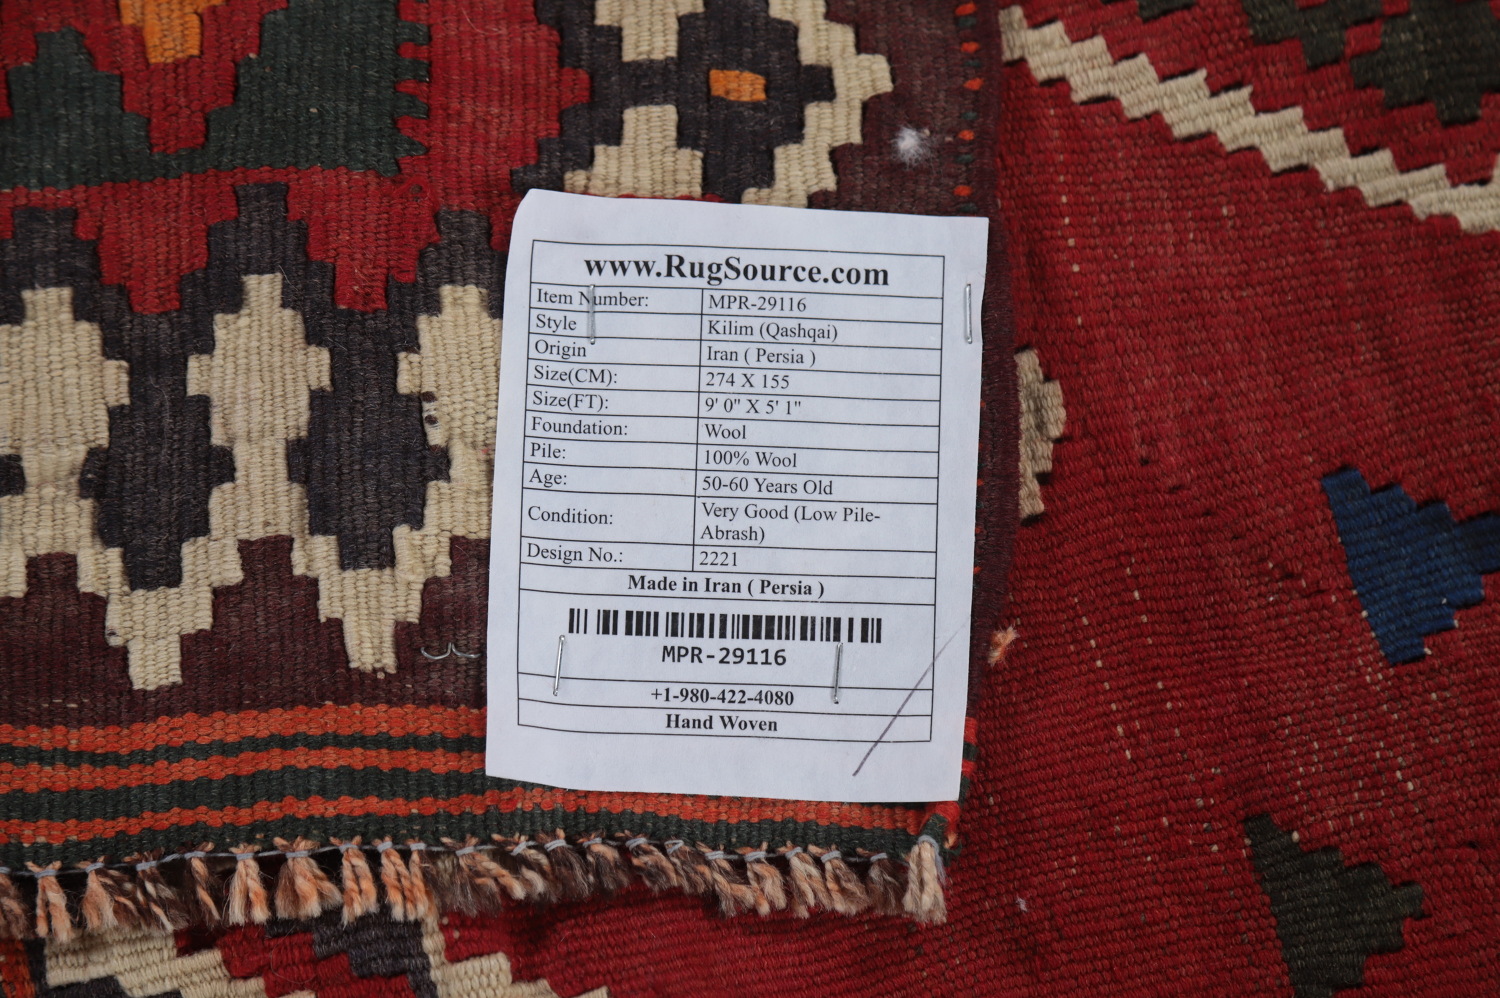 www.RugSource.com
Item Number: MPR-29116
Style Kilim (Qashqai)
Origin Iran ( Persia )
Size(CM): 274 X 155
Size(FT): 9' 0" X 5' 1"
Foundation: Wool
Pile: 100% Wool
Age: 50-60 Years Old
Condition: Very Good (Low Pile-
Abrash)
Design No.: 2221
Made in Iran ( Persia )
MPR-29116
+1-980-422-4080
Hand Woven